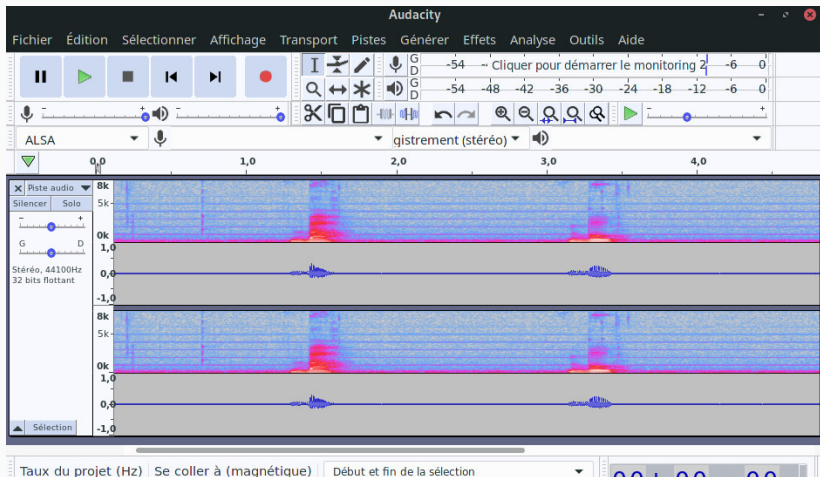 Audacity
Fichier Édition Sélectionner Affichage Transport Pistes Générer Effets Analyse Outils Aide
G
D
-54 Cliquer pour démarrer le monitoring 2 -6 0
G
D
-54 -48 -42 -36 -30 -24 -18 -12 -6 0
- +
- +
- +
ALSA
gistrement (stéréo)
0,0 1,0 2,0 3,0 4,0
X Piste audio
Silencer Solo
- +
G D
Stéréo, 44100Hz
32 bits flottant
8k
5k
0k
1,0
0,0
-1,0
8k
5k
0k
1,0
0,0
-1,0
Sélection
Taux du projet (Hz) Se coller à (magnétique) Début et fin de la sélection